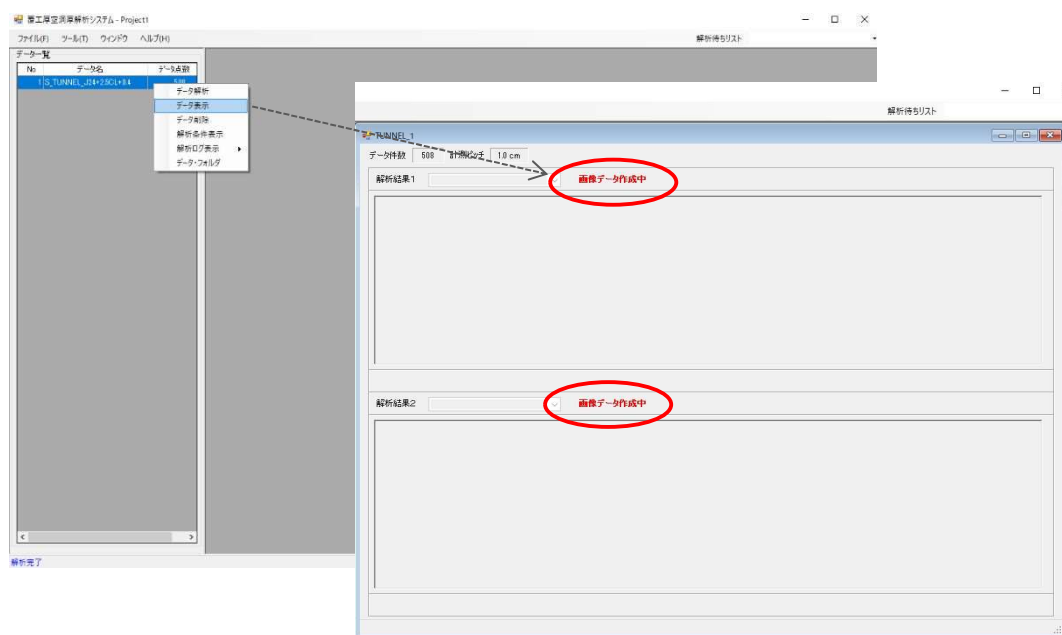 覆工厚空洞厚解析システム - Project1
ファイル(F) ツール(T) ウィンドウ ヘルプ(H)
解析待ちリスト
データ一覧
No データ名 データ点数
1 S_TUNNEL_J24+2.50L+8.4 508
データ解析
データ表示
データ削除
解析条件表示
解析ログ表示
データ・フォルダ
解析完了
解析待ちリスト
TUNNEL_1
データ件数 508 計測ピッチ 1.0 cm
解析結果1 画像データ作成中
解析結果2 画像データ作成中